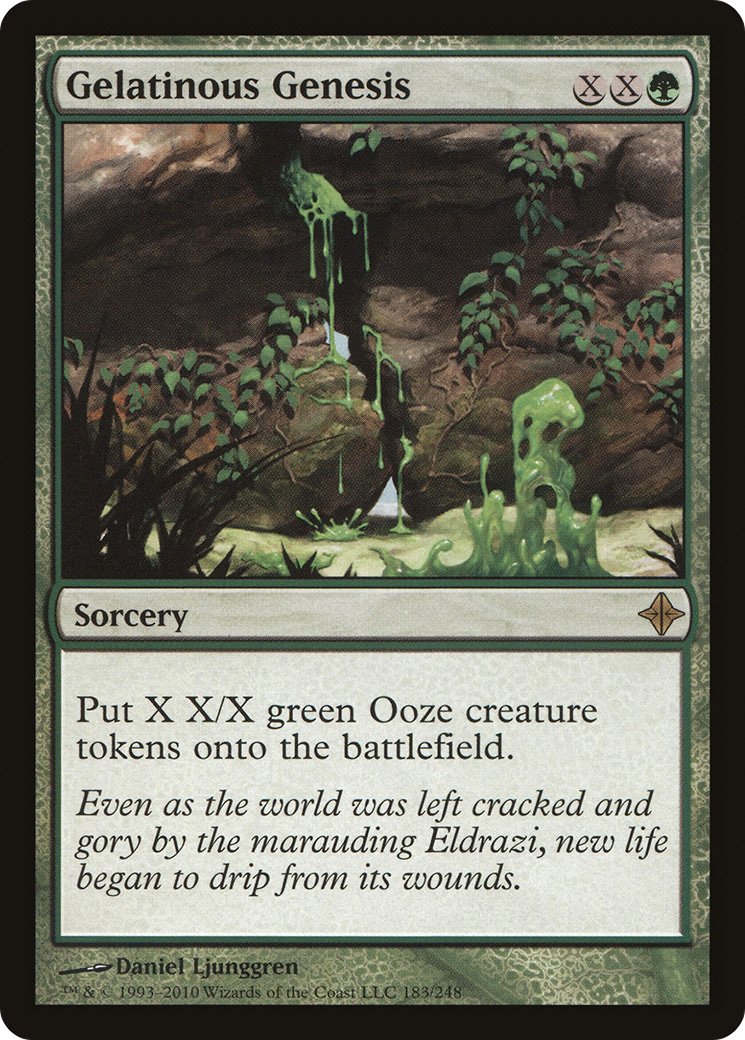 Gelatinous Genesis XX
Sorcery
Put X X/X green Ooze creature
tokens onto the battlefield.
Even as the world was left cracked and
gory by the marauding Eldrazi, new life
began to drip from its wounds.
Daniel Ljunggren
™ & © 1993–2010 Wizards of the Coast LLC 183/248